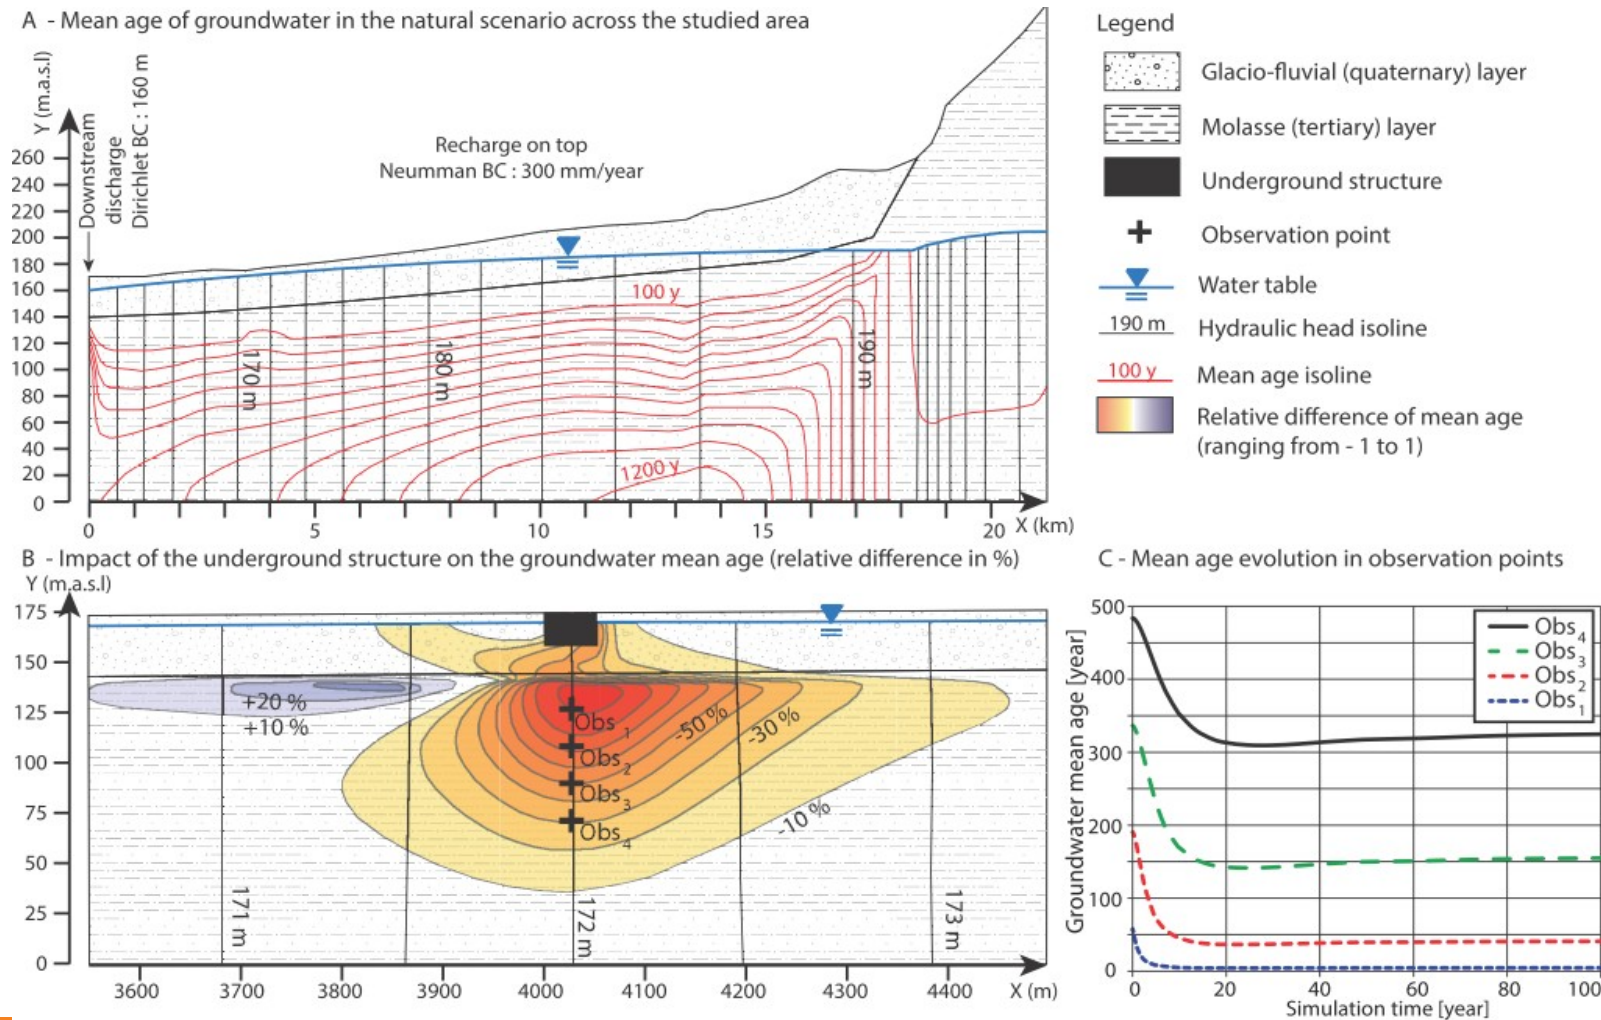 A - Mean age of groundwater in the natural scenario across the studied area
Y (m.a.s.l)
Downstream
discharge
Dirichlet BC : 160 m
Recharge on top
Neumman BC : 300 mm/year
260
240
220
200
180
160
140
120
100
80
60
40
20
0
100 y
170 m
180 m
190 m
1200 y
0
5
10
15
20
X (km)
Legend
Glacio-fluvial (quaternary) layer
Molasse (tertiary) layer
Underground structure
Observation point
Water table
190 m
Hydraulic head isoline
100 y
Mean age isoline
Relative difference of mean age
(ranging from - 1 to 1)
B - Impact of the underground structure on the groundwater mean age (relative difference in %)
Y (m.a.s.l)
175
150
125
100
75
50
25
0
+20 %
+10 %
Obs1
Obs2
Obs3
Obs4
-50 %
-30 %
-10 %
171 m
172 m
173 m
3600
3700
3800
3900
4000
4100
4200
4300
4400
X (m)
C - Mean age evolution in observation points
Groundwater mean age [year]
500
400
300
200
100
0
Obs4
Obs3
Obs2
Obs1
0
20
40
60
80
100
Simulation time [year]